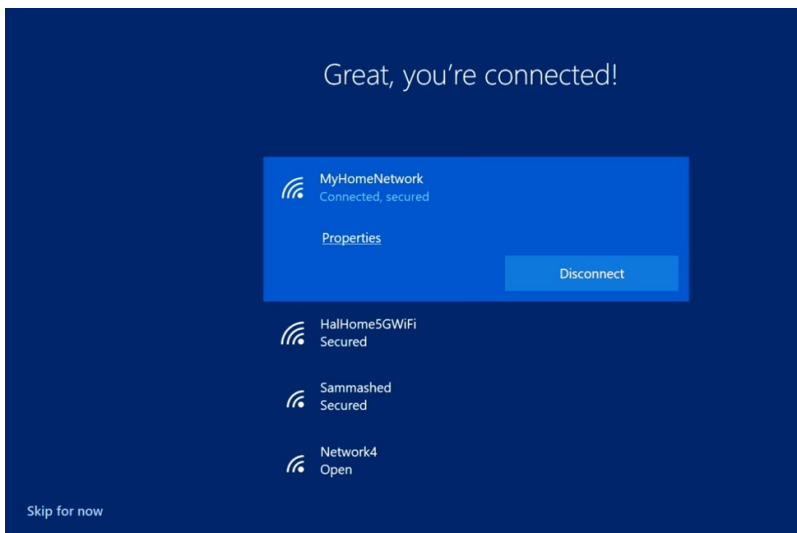 Great, you’re connected!
MyHomeNetwork
Connected, secured
Properties
Disconnect
HalHome5GWiFi
Secured
Sammashed
Secured
Network4
Open
Skip for now